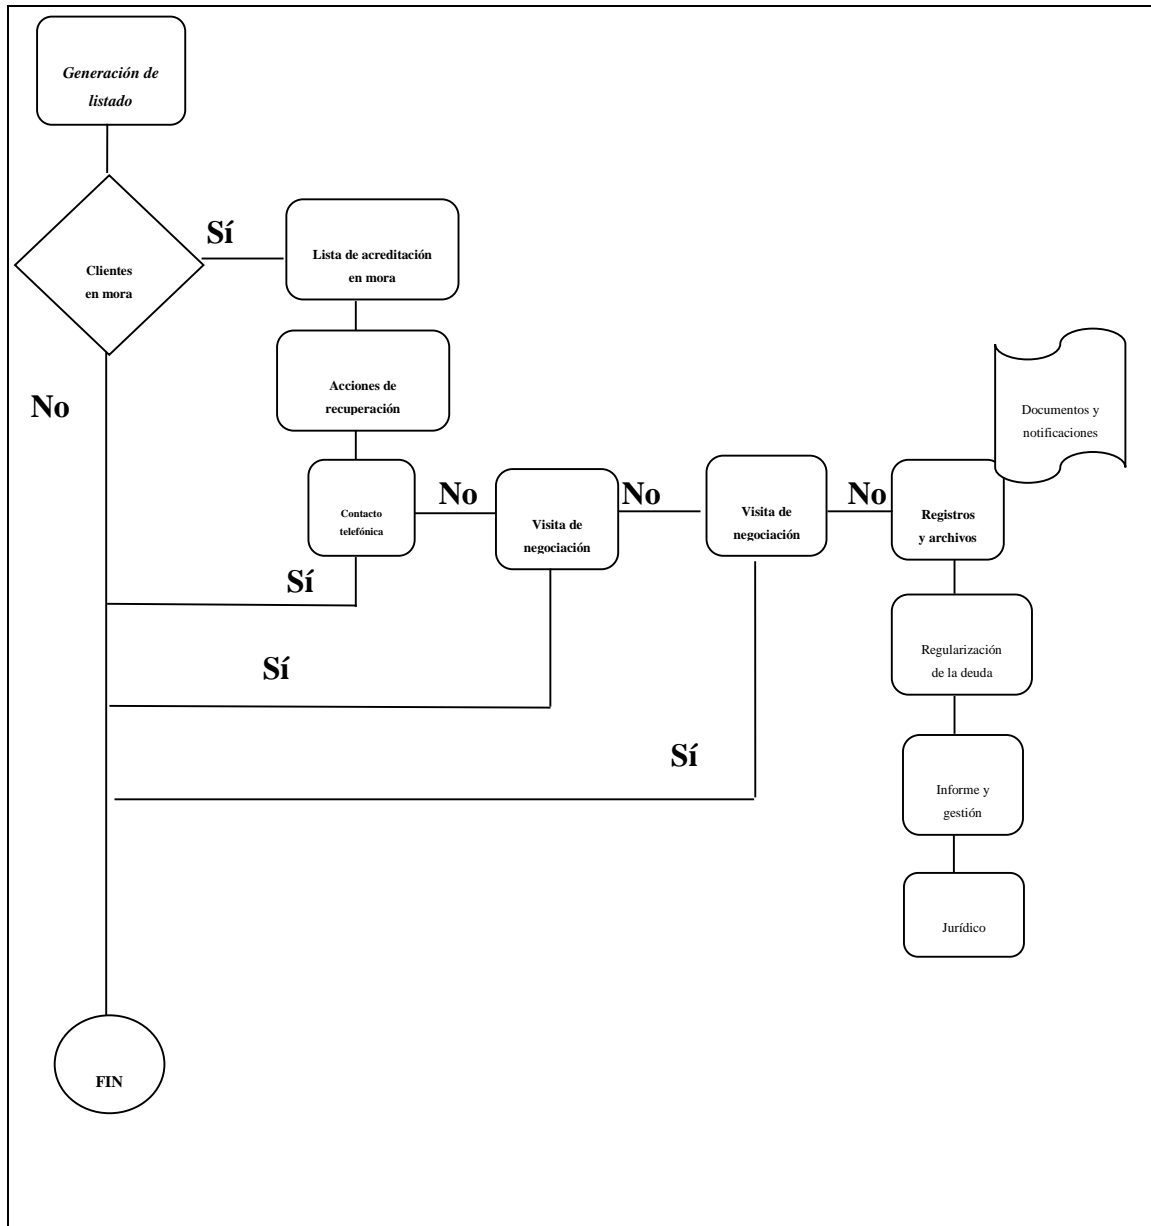 Generación de
listado
Sí
Clientes
en mora
Lista de acreditación
en mora
Acciones de
recuperación
No
Documentos y
notificaciones
Contacto
telefónica
No
Visita de
negociación
No
Visita de
negociación
No
Registros
y archivos
Sí
Sí
Regularización
de la deuda
Sí
Informe y
gestión
Jurídico
FIN